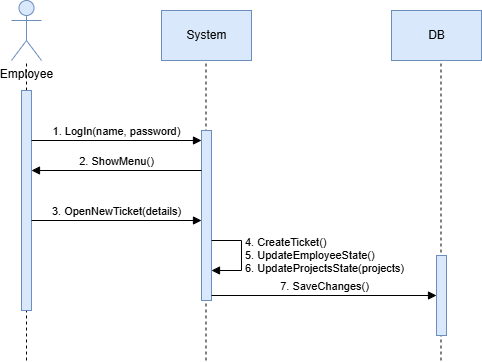 System
DB
Employee
1. LogIn(name, password)
2. ShowMenu()
3. OpenNewTicket(details)
4. CreateTicket()
5. UpdateEmployeeState()
6. UpdateProjectsState(projects)
7. SaveChanges()